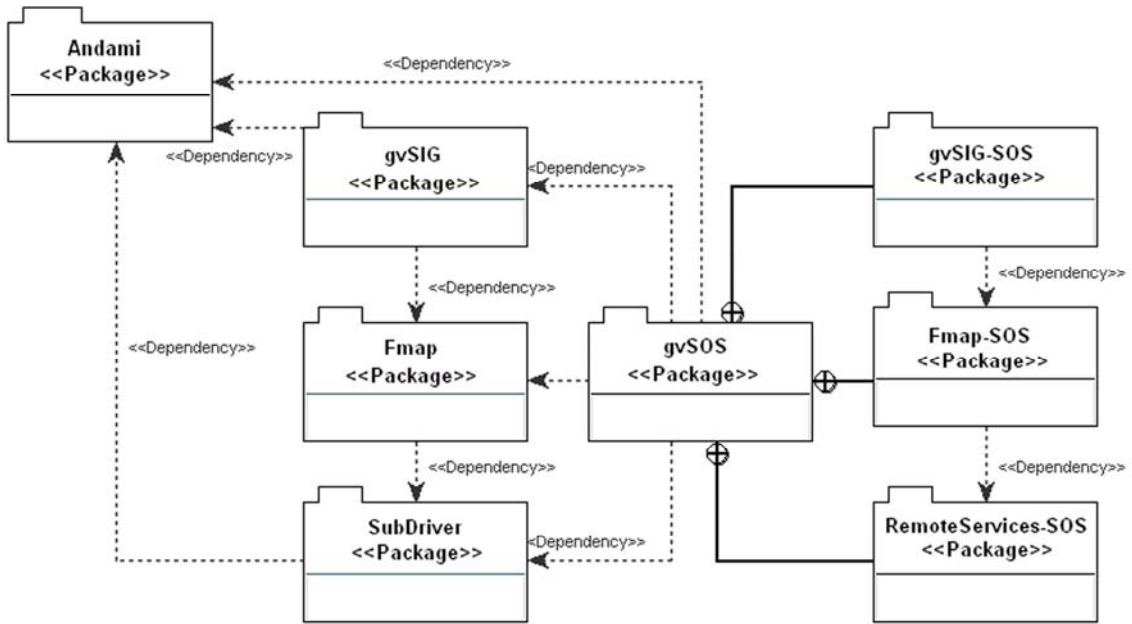 Andami
<<Package>>
<<Dependency>>
<<Dependency>>
gvSIG
<<Package>>
<Dependency>>
gvSIG-SOS
<<Package>>
<<Dependency>>
<<Dependency>>
<<Dependency>>
Fmap
<<Package>>
gvSOS
<<Package>>
Fmap-SOS
<<Package>>
<<Dependency>>
<<Dependency>>
SubDriver
<<Package>>
<Dependency>>
RemoteServices-SOS
<<Package>>